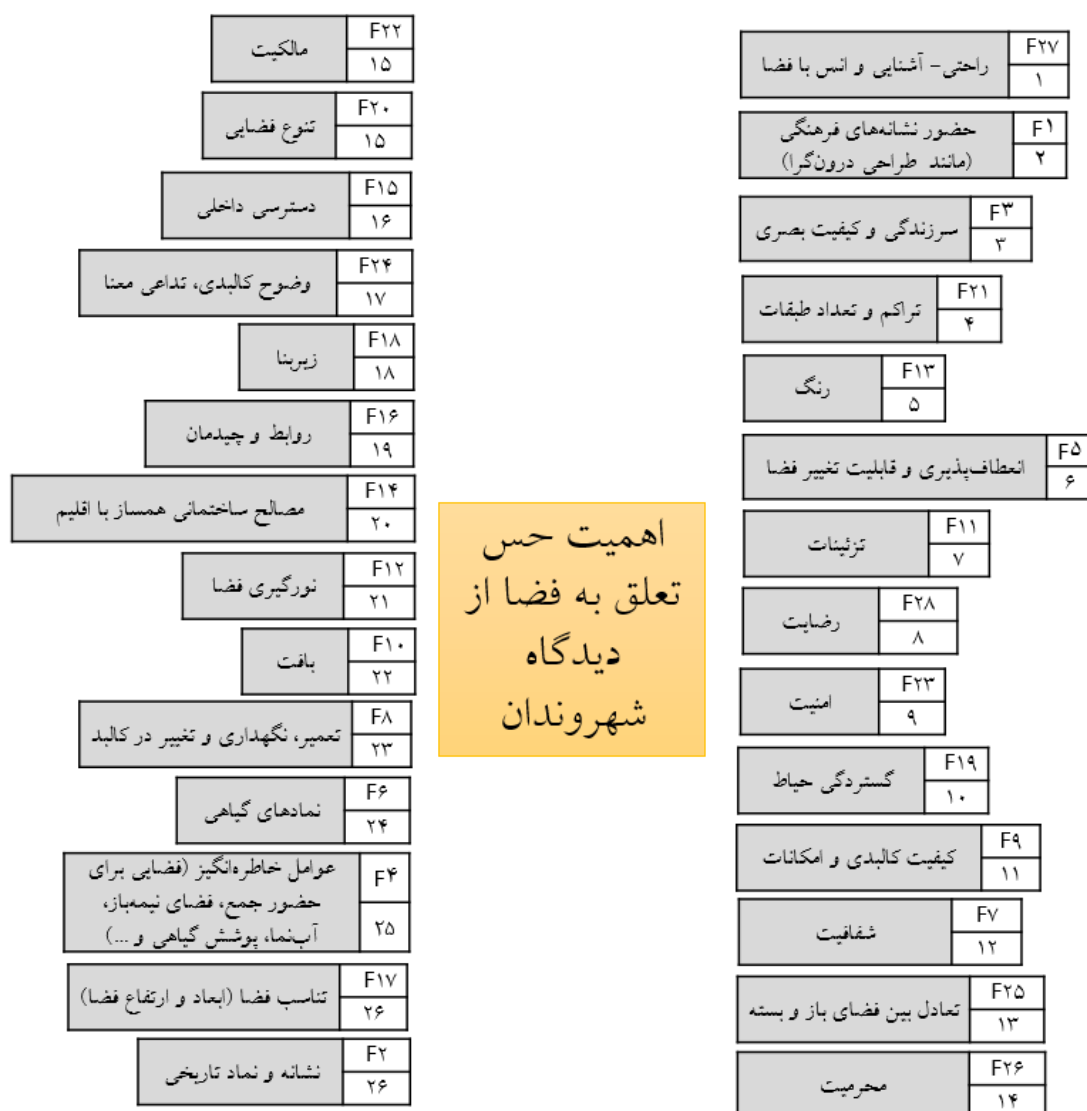 F۲۷
راحتی- آشنایی و انس با فضا
۱
F۱
حضور نشانه‌های فرهنگی
(مانند طراحی درون‌گرا)
۲
F۳
سرزندگی و کیفیت بصری
۳
F۲۱
تراکم و تعداد طبقات
۴
F۱۳
رنگ
۵
F۵
انعطاف‌پذیری و قابلیت تغییر فضا
۶
F۱۱
تزئینات
۷
F۲۸
رضایت
۸
F۲۳
امنیت
۹
F۱۹
گستردگی حیاط
۱۰
F۹
کیفیت کالبدی و امکانات
۱۱
F۷
شفافیت
۱۲
F۲۵
تعادل بین فضای باز و بسته
۱۳
F۲۶
محرمیت
۱۴
اهمیت حس
تعلق به فضا از
دیدگاه
شهروندان
F۲۲
مالکیت
۱۵
F۲۰
تنوع فضایی
۱۵
F۱۵
دسترسی داخلی
۱۶
F۲۴
وضوح کالبدی، تداعی معنا
۱۷
F۱۸
زیربنا
۱۸
F۱۶
روابط و چیدمان
۱۹
F۱۴
مصالح ساختمانی همساز با اقلیم
۲۰
F۱۲
نورگیری فضا
۲۱
F۱۰
بافت
۲۲
F۸
تعمیر، نگهداری و تغییر در کالبد
۲۳
F۶
نمادهای گیاهی
۲۴
F۴
عوامل خاطره‌انگیز (فضایی برای
حضور جمع، فضای نیمه‌باز،
آب‌نما، پوشش گیاهی و ...)
۲۵
F۱۷
تناسب فضا (ابعاد و ارتفاع فضا)
۲۶
F۲
نشانه و نماد تاریخی
۲۶